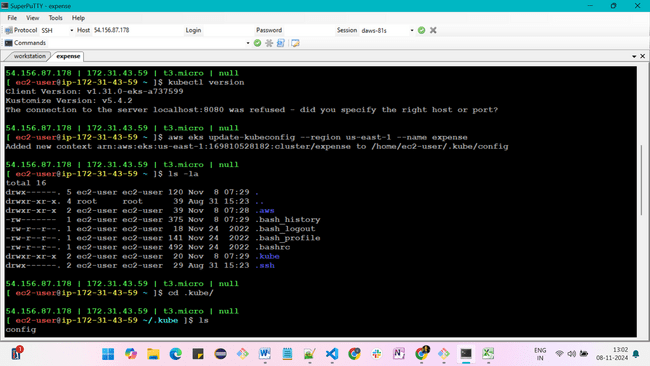 SuperPuTTY - expense
File View Tools Help
Protocol SSH Host 54.156.87.178 Login Password Session daws-81s
Commands
workstation expense
54.156.87.178 | 172.31.43.59 | t3.micro | null
[ ec2-user@ip-172-31-43-59 ~ ]$ kubectl version
Client Version: v1.31.0-eks-a737599
Kustomize Version: v5.4.2
The connection to the server localhost:8080 was refused - did you specify the right host or port?
54.156.87.178 | 172.31.43.59 | t3.micro | null
[ ec2-user@ip-172-31-43-59 ~ ]$ aws eks update-kubeconfig --region us-east-1 --name expense
Added new context arn:aws:eks:us-east-1:169810528182:cluster/expense to /home/ec2-user/.kube/config
54.156.87.178 | 172.31.43.59 | t3.micro | null
[ ec2-user@ip-172-31-43-59 ~ ]$ ls -la
total 16
drwx------. 5 ec2-user ec2-user 120 Nov 8 07:29 .
drwxr-xr-x. 4 root root 39 Aug 31 15:23 ..
drwxr-xr-x 2 ec2-user ec2-user 39 Nov 8 07:28 .aws
-rw------- 1 ec2-user ec2-user 375 Nov 8 07:29 .bash_history
-rw-r--r--. 1 ec2-user ec2-user 18 Nov 24 2022 .bash_logout
-rw-r--r--. 1 ec2-user ec2-user 141 Nov 24 2022 .bash_profile
-rw-r--r--. 1 ec2-user ec2-user 492 Nov 24 2022 .bashrc
drwxr-xr-x 2 ec2-user ec2-user 20 Nov 8 07:29 .kube
drwx------. 2 ec2-user ec2-user 29 Aug 31 15:23 .ssh
54.156.87.178 | 172.31.43.59 | t3.micro | null
[ ec2-user@ip-172-31-43-59 ~ ]$ cd .kube/
54.156.87.178 | 172.31.43.59 | t3.micro | null
[ ec2-user@ip-172-31-43-59 ~/.kube ]$ ls
config
ENG
IN
13:02
08-11-2024